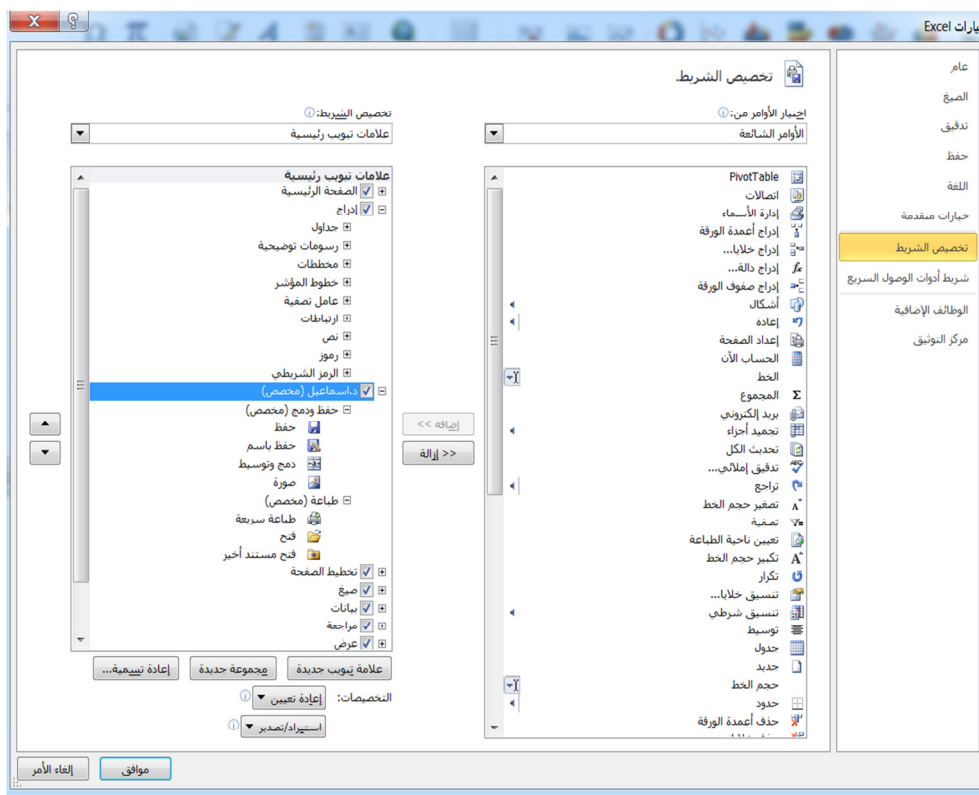 خيارات Excel
عام
الصيغ
تدقيق
حفظ
اللغة
خيارات متقدمة
تخصيص الشريط
شريط أدوات الوصول السريع
الوظائف الإضافية
مركز التوثيق
تخصيص الشريط.
اختيار الأوامر من:
الأوامر الشائعة
PivotTable
اتصالات
إدارة الأسماء
إدراج أعمدة الورقة
إدراج خلايا...
إدراج دالة...
إدراج صفوف الورقة
أشكال
إعادة
إعداد الصفحة
الحساب الآن
الخط
المجموع
بريد إلكتروني
تجميد أجزاء
تحديث الكل
تدقيق إملائي...
تراجع
تصغير حجم الخط
تصفية
تعيين ناحية الطباعة
تكبير حجم الخط
تكرار
تنسيق خلايا...
تنسيق شرطي
توسيط
جدول
جديد
حجم الخط
حدود
حذف أعمدة الورقة
إضافة >>
<< إزالة
تخصيص الشريط:
علامات تبويب رئيسية
علامات تبويب رئيسية
الصفحة الرئيسية
إدراج
جداول
رسومات توضيحية
مخططات
خطوط المؤشر
عامل تصفية
ارتباطات
نص
رموز
الرمز الشريطي
د.اسماعيل (مخصص)
حفظ ودمج (مخصص)
حفظ
حفظ باسم
دمج وتوسيط
صورة
طباعة (مخصص)
طباعة سريعة
فتح
فتح مستند أخير
تخطيط الصفحة
صيغ
بيانات
مراجعة
عرض
علامة تبويب جديدة
مجموعة جديدة
إعادة تسمية...
التخصيصات:
إعادة تعيين
استيراد/تصدير
موافق
إلغاء الأمر